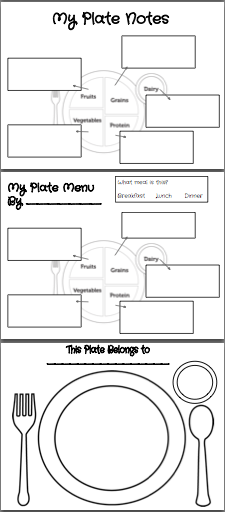 My Plate Notes
Fruits
Grains
Dairy
Vegetables
Protein
My Plate Menu
By
What meal is this?
Breakfast Lunch Dinner
Fruits
Grains
Dairy
Vegetables
Protein
This Plate Belongs to